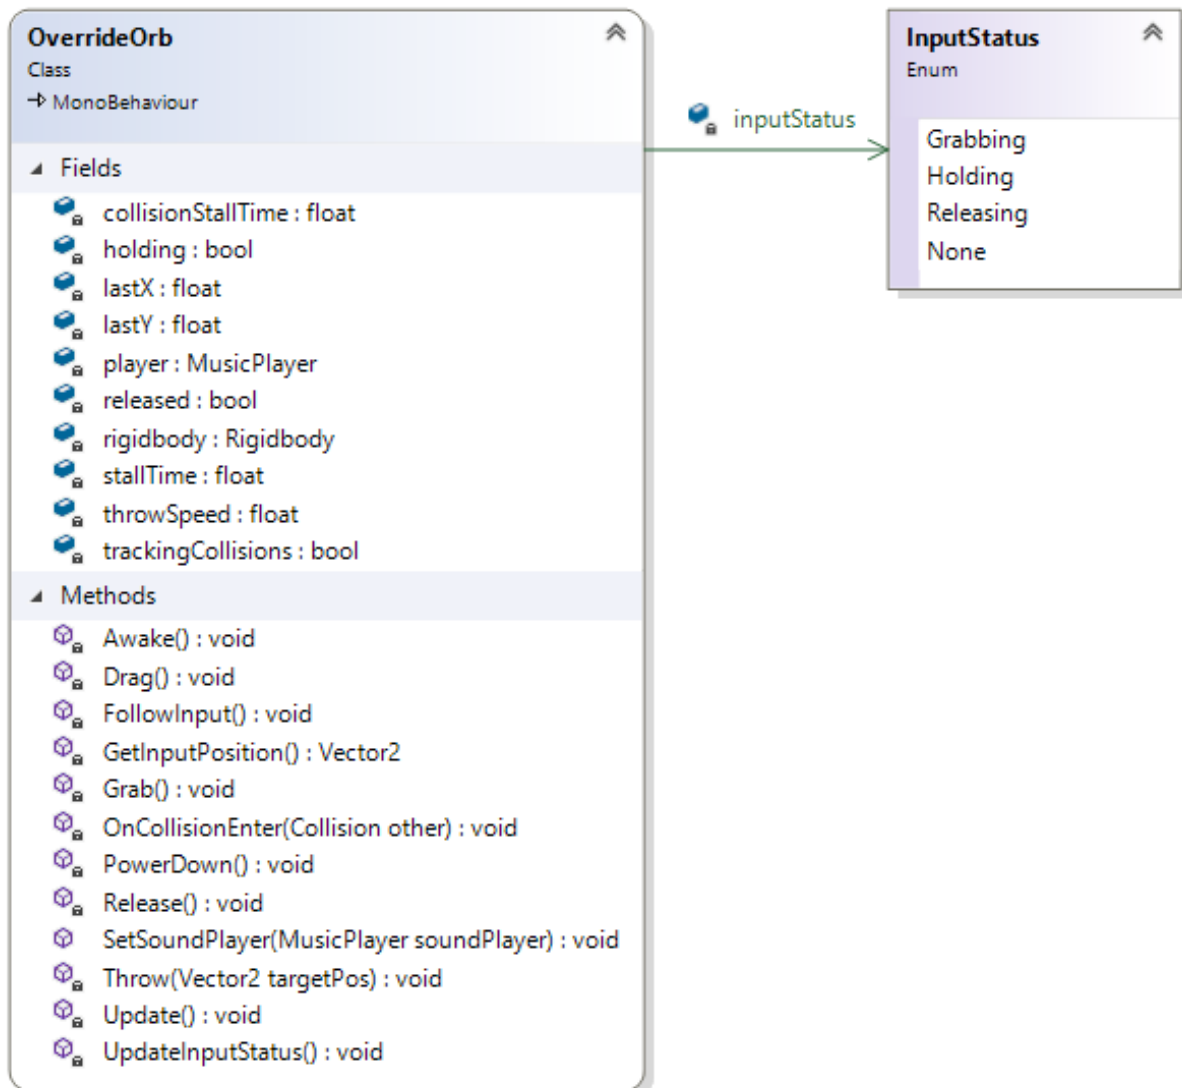 OverrideOrb
Class
MonoBehaviour
Fields
collisionStallTime : float
holding : bool
lastX : float
lastY : float
player : MusicPlayer
released : bool
rigidbody : Rigidbody
stallTime : float
throwSpeed : float
trackingCollisions : bool
Methods
Awake() : void
Drag() : void
FollowInput() : void
GetInputPosition() : Vector2
Grab() : void
OnCollisionEnter(Collision other) : void
PowerDown() : void
Release() : void
SetSoundPlayer(MusicPlayer soundPlayer) : void
Throw(Vector2 targetPos) : void
Update() : void
UpdateInputStatus() : void
inputStatus
InputStatus
Enum
Grabbing
Holding
Releasing
None